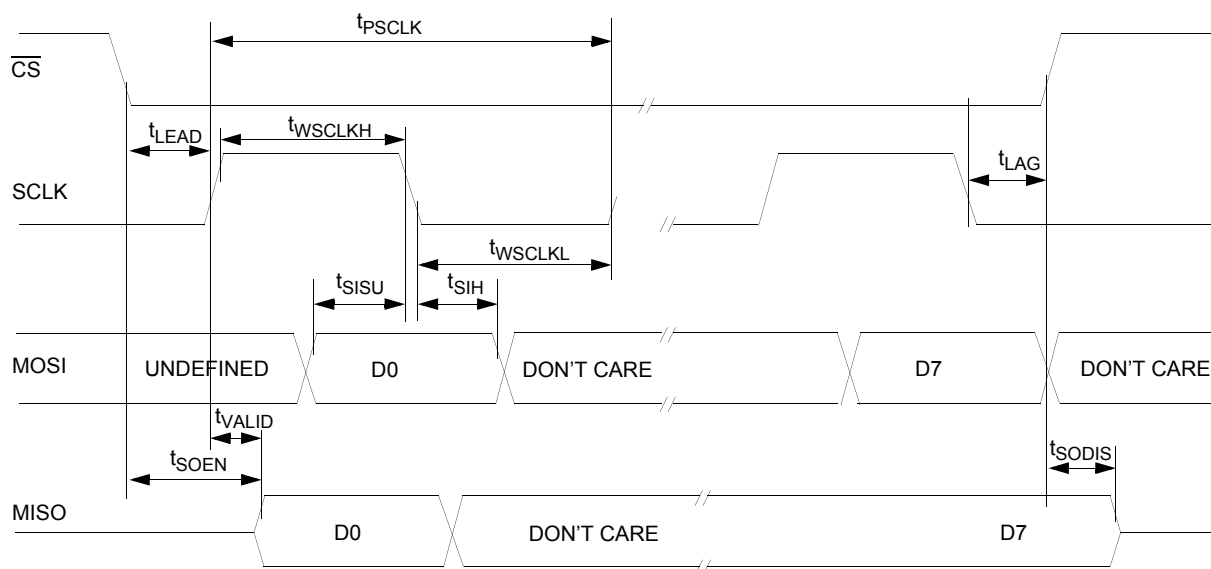 tPSCLK
CS
tLEAD
tWSCLKH
tLAG
SCLK
tWSCLKL
tSISU
tSIH
MOSI
UNDEFINED
D0
DON'T CARE
D7
DON'T CARE
tVALID
tSOEN
tSODIS
MISO
D0
DON'T CARE
D7